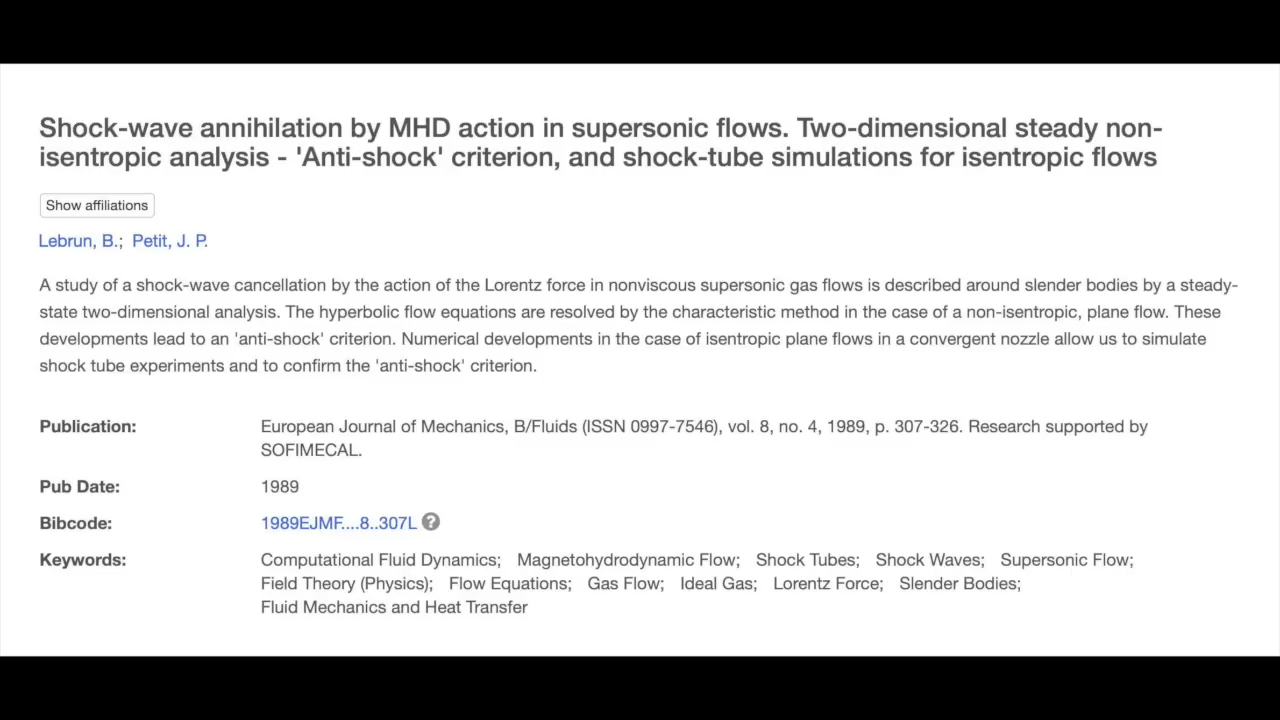 Shock-wave annihilation by MHD action in supersonic flows. Two-dimensional steady non-
isentropic analysis - 'Anti-shock' criterion, and shock-tube simulations for isentropic flows
Show affiliations
Lebrun, B.; Petit, J. P.
A study of a shock-wave cancellation by the action of the Lorentz force in nonviscous supersonic gas flows is described around slender bodies by a steady-
state two-dimensional analysis. The hyperbolic flow equations are resolved by the characteristic method in the case of a non-isentropic, plane flow. These
developments lead to an 'anti-shock' criterion. Numerical developments in the case of isentropic plane flows in a convergent nozzle allow us to simulate
shock tube experiments and to confirm the 'anti-shock' criterion.
Publication: European Journal of Mechanics, B/Fluids (ISSN 0997-7546), vol. 8, no. 4, 1989, p. 307-326. Research supported by
SOFIMECAL.
Pub Date: 1989
Bibcode: 1989EJMF....8..307L ?
Keywords: Computational Fluid Dynamics; Magnetohydrodynamic Flow; Shock Tubes; Shock Waves; Supersonic Flow;
Field Theory (Physics); Flow Equations; Gas Flow; Ideal Gas; Lorentz Force; Slender Bodies;
Fluid Mechanics and Heat Transfer